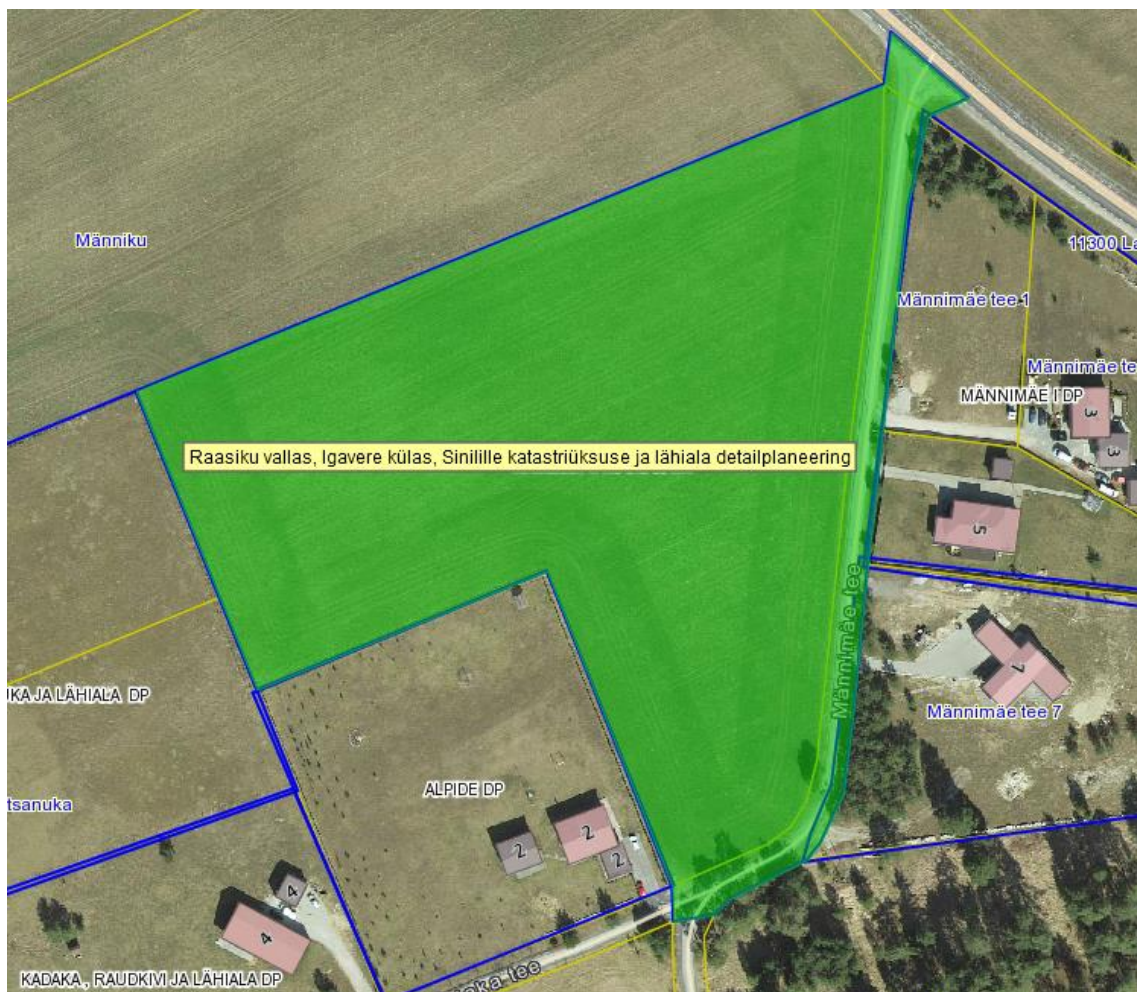 Männiku
11300 La
Männimäe tee 1
Männimäe te
MÄNNIMÄE I DP
3
3
Raasiku vallas, Igavere külas, Sinilille katastriüksuse ja lähiala detailplaneering
5
Männimäe tee
7
Männimäe tee 7
UKA JA LÄHIALA DP
tsanuka
ALPIDE DP
2
2
2
4
4
KADAKA , RAUDKIVI JA LÄHIALA DP
oka tee